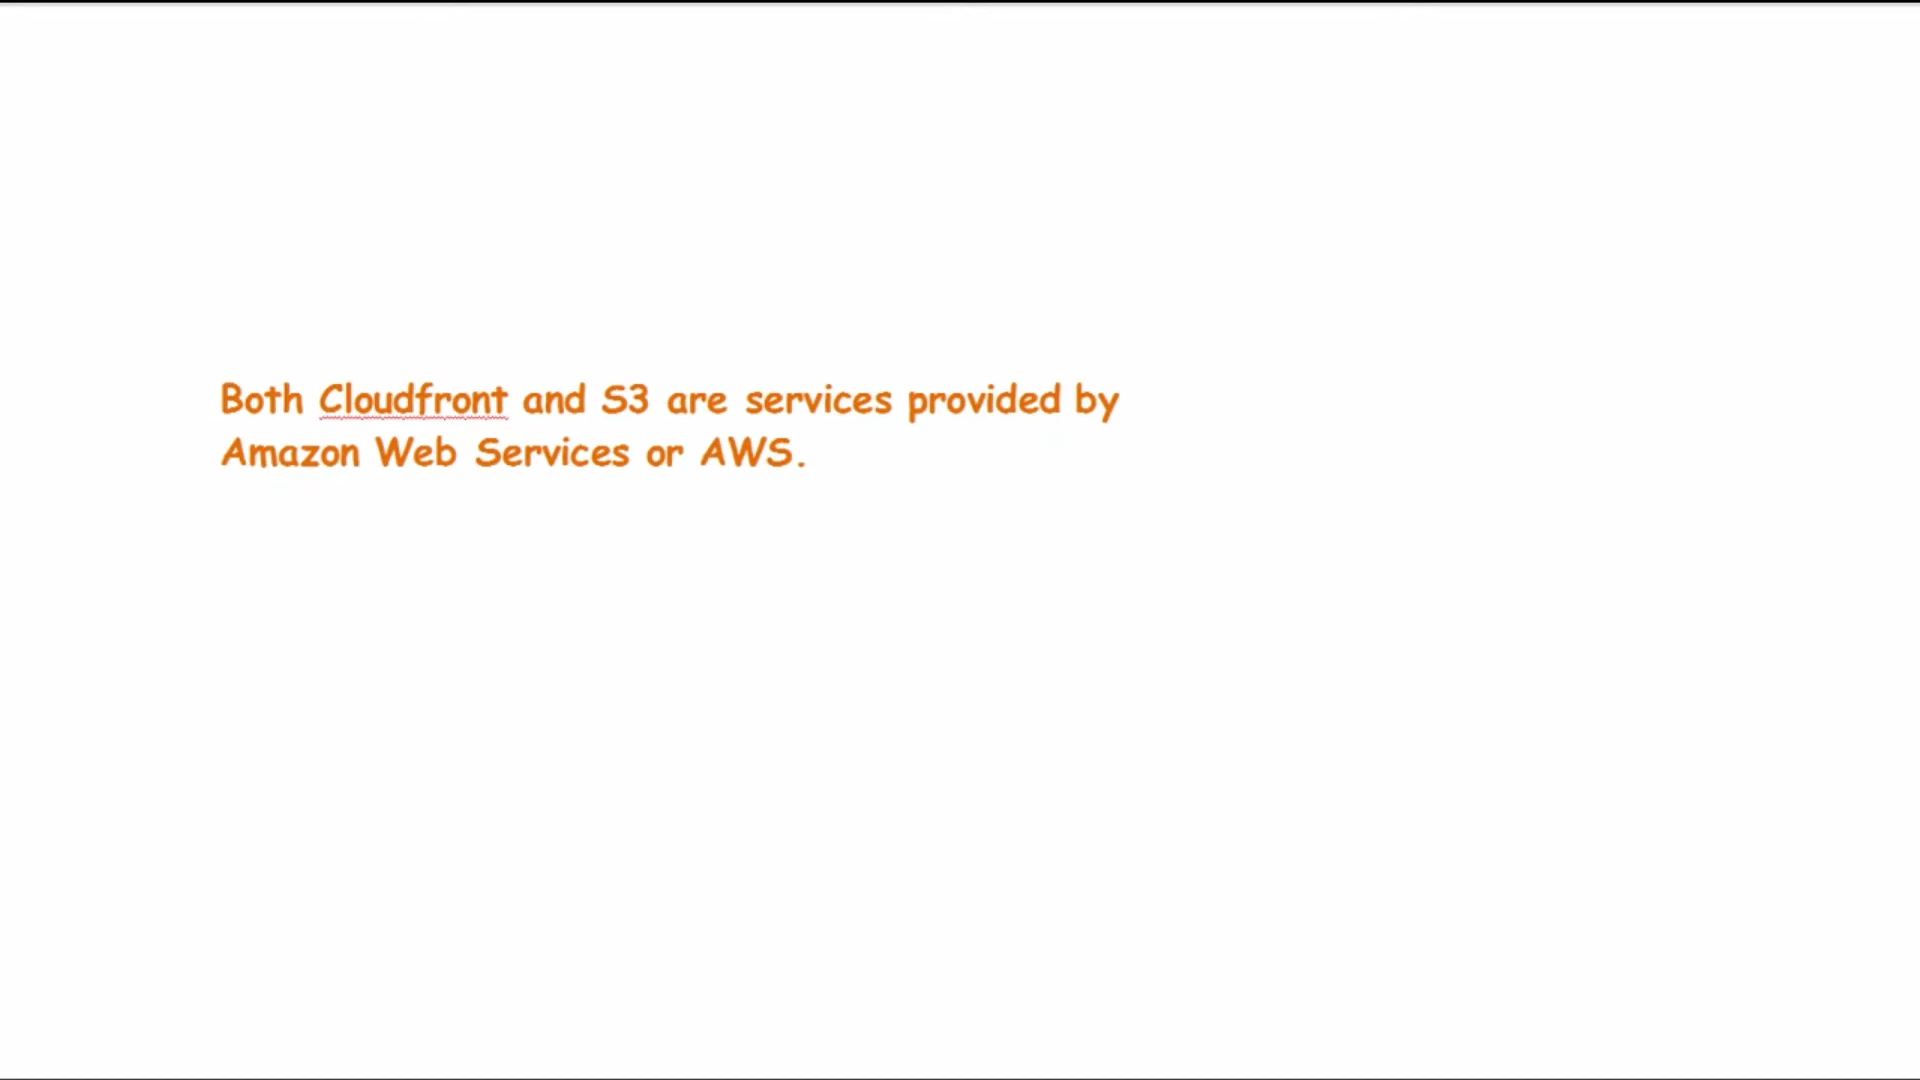 Both Cloudfront and S3 are services provided by
Amazon Web Services or AWS.